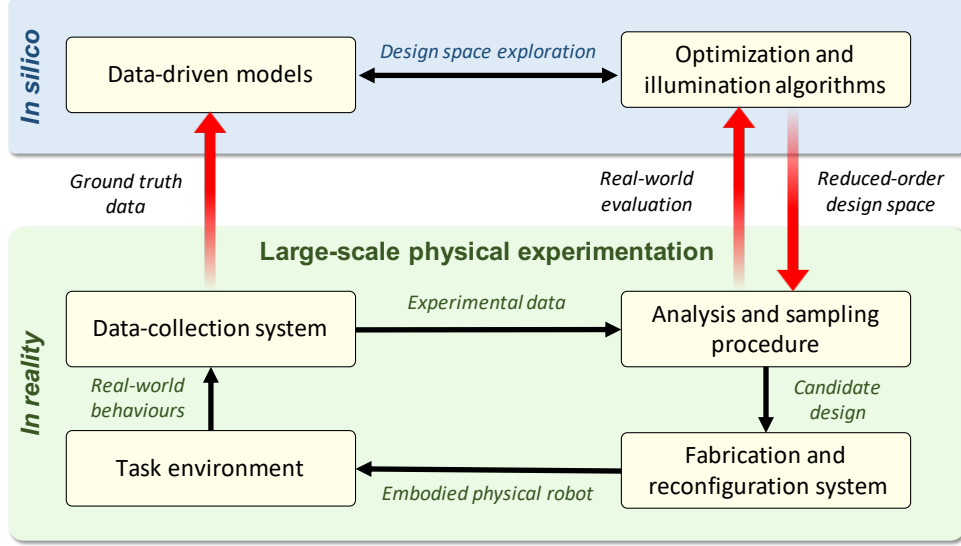 In silico
Data-driven models
Design space exploration
Optimization and
illumination algorithms
Ground truth
data
Real-world
evaluation
Reduced-order
design space
In reality
Large-scale physical experimentation
Data-collection system
Experimental data
Analysis and sampling
procedure
Real-world
behaviours
Candidate
design
Task environment
Embodied physical robot
Fabrication and
reconfiguration system